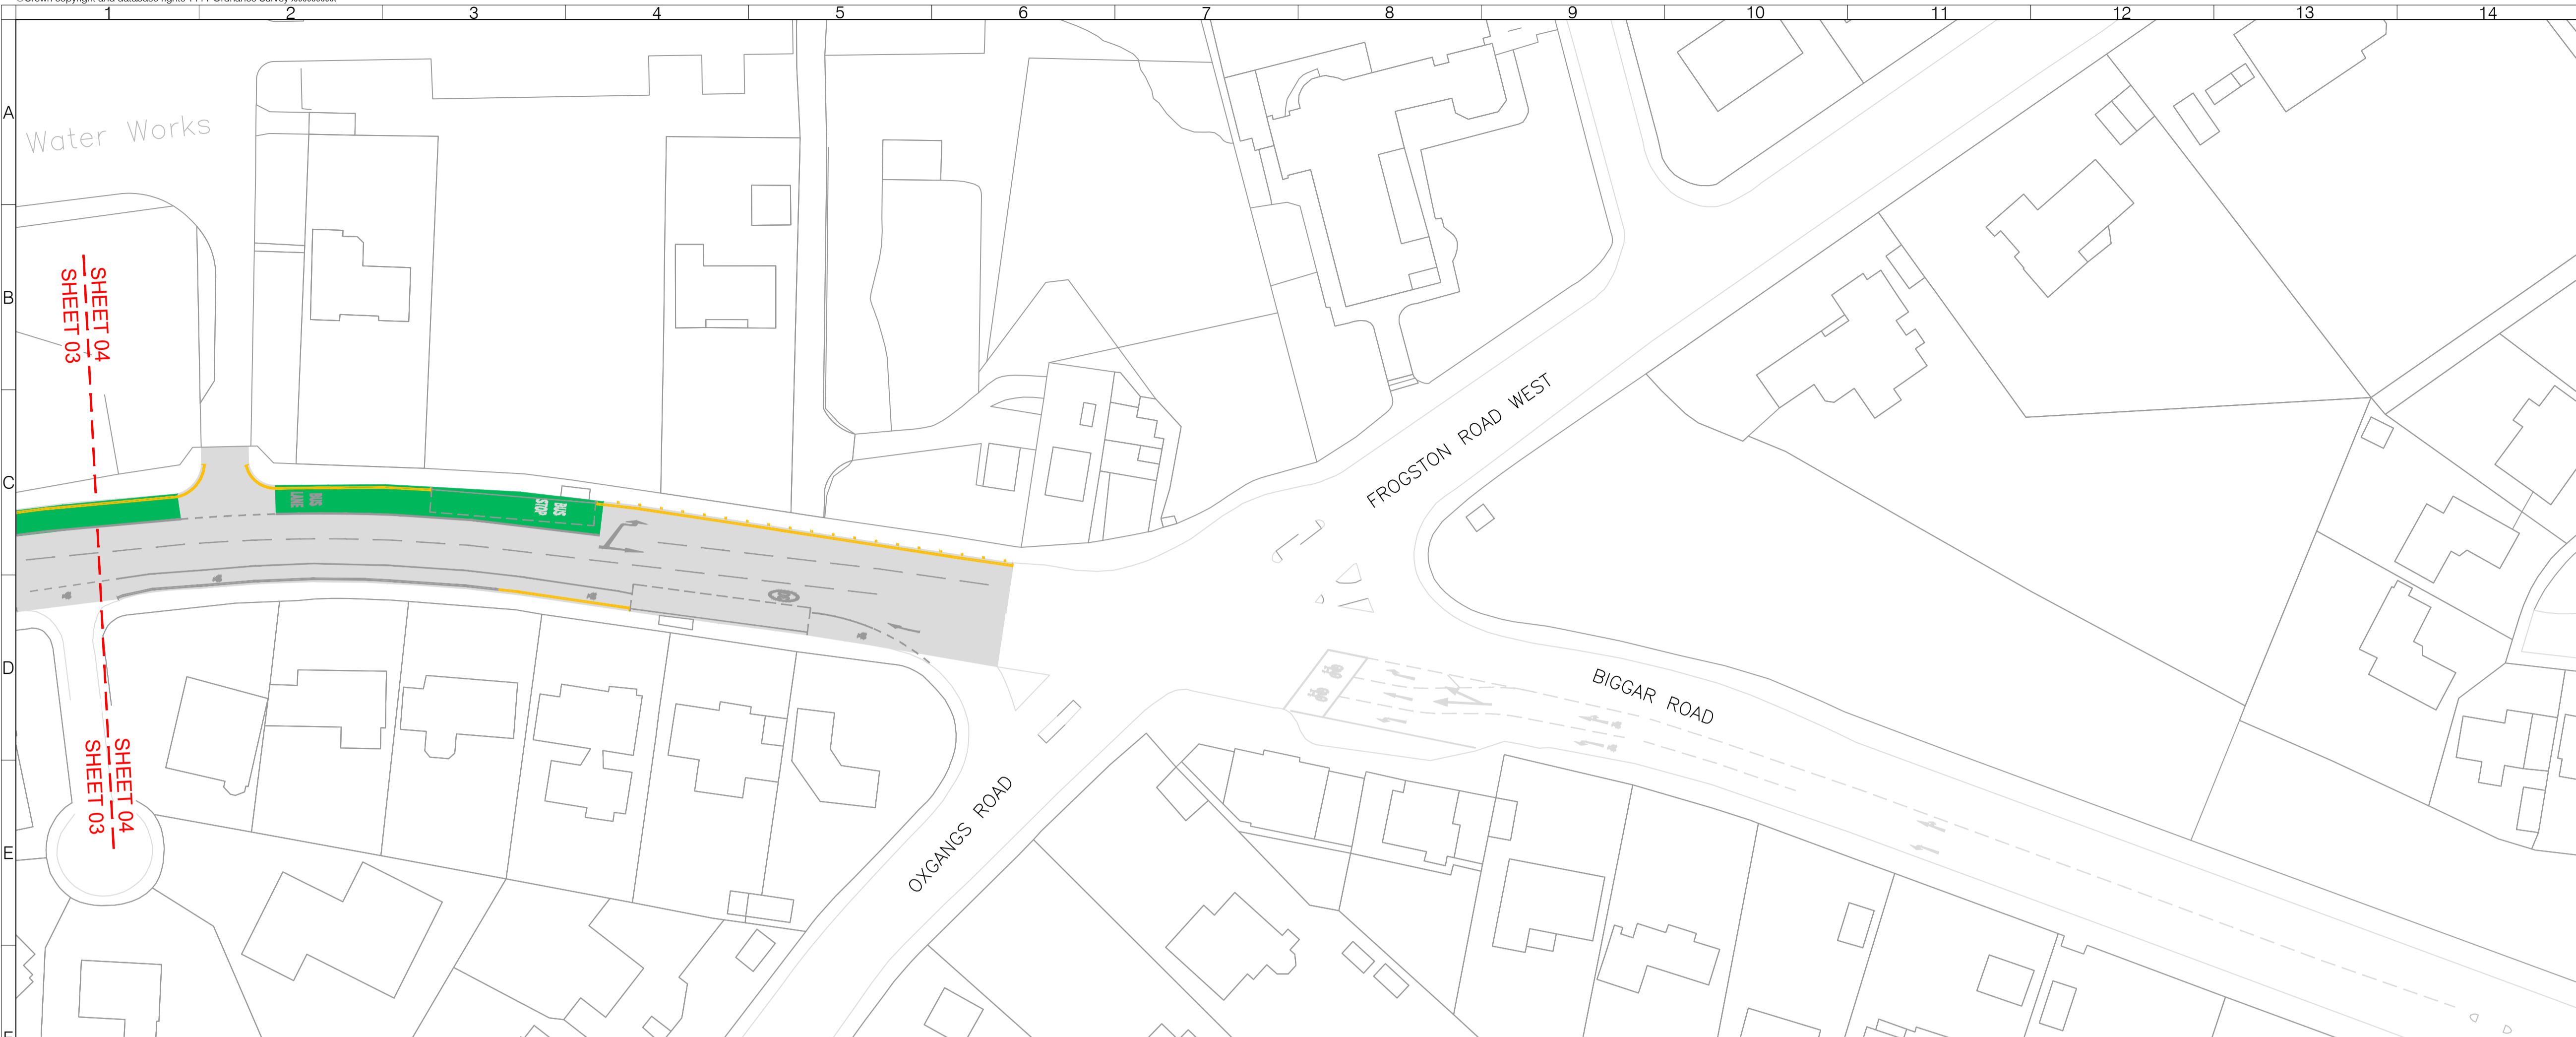 1 2 3 4 5 6 7 8 9 10 11 12 13 14
A
Water Works
B
SHEET 04
SHEET 03
FROGSTON ROAD WEST
C
BUS
LANE
BUS
STOP
D
BIGGAR ROAD
SHEET 04
SHEET 03
OXGANGS ROAD
E